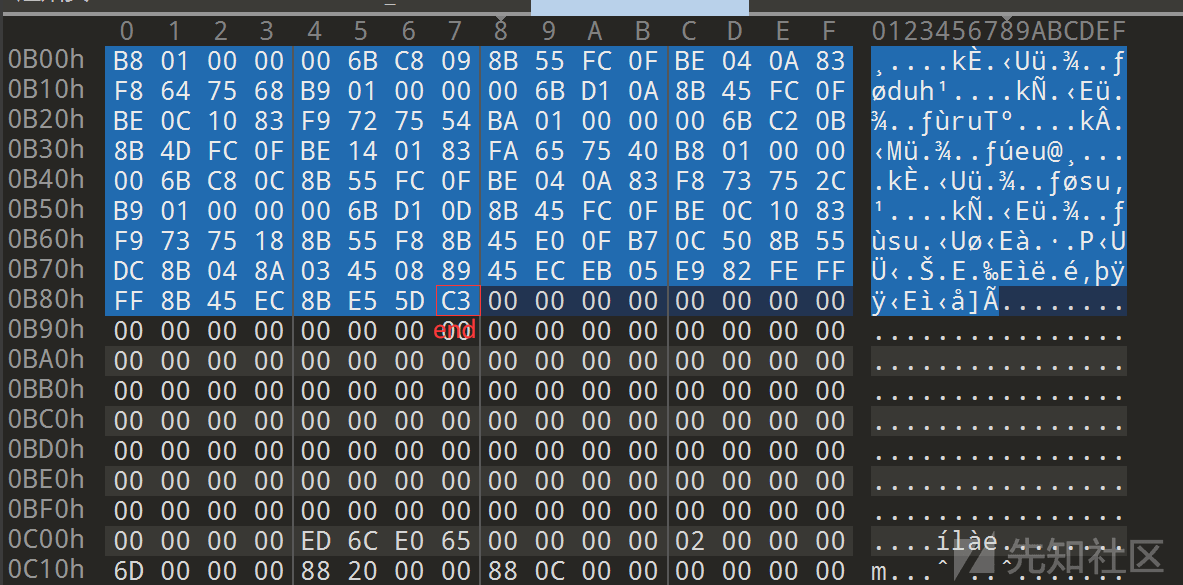 0 1 2 3 4 5 6 7 8 9 A B C D E F 0123456789ABCDEF
0B00h B8 01 00 00 00 6B C8 09 8B 55 FC 0F BE 04 0A 83 ¸....kÈ.‹Uü.¾..ƒ
0B10h F8 64 75 68 B9 01 00 00 00 6B D1 0A 8B 45 FC 0F øduh¹....kÑ.‹Eü.
0B20h BE 0C 10 83 F9 72 75 54 BA 01 00 00 00 6B C2 0B ¾..ƒùruTº....kÂ.
0B30h 8B 4D FC 0F BE 14 01 83 FA 65 75 40 B8 01 00 00 ‹Mü.¾..ƒúeu@¸...
0B40h 00 6B C8 0C 8B 55 FC 0F BE 04 0A 83 F8 73 75 2C .kÈ.‹Uü.¾..ƒøsu,
0B50h B9 01 00 00 00 6B D1 0D 8B 45 FC 0F BE 0C 10 83 ¹....kÑ.‹Eü.¾..ƒ
0B60h F9 73 75 18 8B 55 F8 8B 45 E0 0F B7 0C 50 8B 55 ùsu.‹Uø‹Eà.·.P‹U
0B70h DC 8B 04 8A 03 45 08 89 45 EC EB 05 E9 82 FE FF Ü‹.Š.E.‰Eìë.é‚þÿ
0B80h FF 8B 45 EC 8B E5 5D C3 00 00 00 00 00 00 00 00 ÿ‹Eì‹å]Ã........
0B90h 00 00 00 00 00 00 00 00 00 00 00 00 00 00 00 00 ................
end
0BA0h 00 00 00 00 00 00 00 00 00 00 00 00 00 00 00 00 ................
0BB0h 00 00 00 00 00 00 00 00 00 00 00 00 00 00 00 00 ................
0BC0h 00 00 00 00 00 00 00 00 00 00 00 00 00 00 00 00 ................
0BD0h 00 00 00 00 00 00 00 00 00 00 00 00 00 00 00 00 ................
0BE0h 00 00 00 00 00 00 00 00 00 00 00 00 00 00 00 00 ................
0BF0h 00 00 00 00 00 00 00 00 00 00 00 00 00 00 00 00 ................
0C00h 00 00 00 00 ED 6C E0 65 00 00 00 00 02 00 00 00 ....ílàe........
0C10h 6D 00 00 00 88 20 00 00 88 0C 00 00 00 00 00 00 m...ˆ ..ˆ.......
先知社区